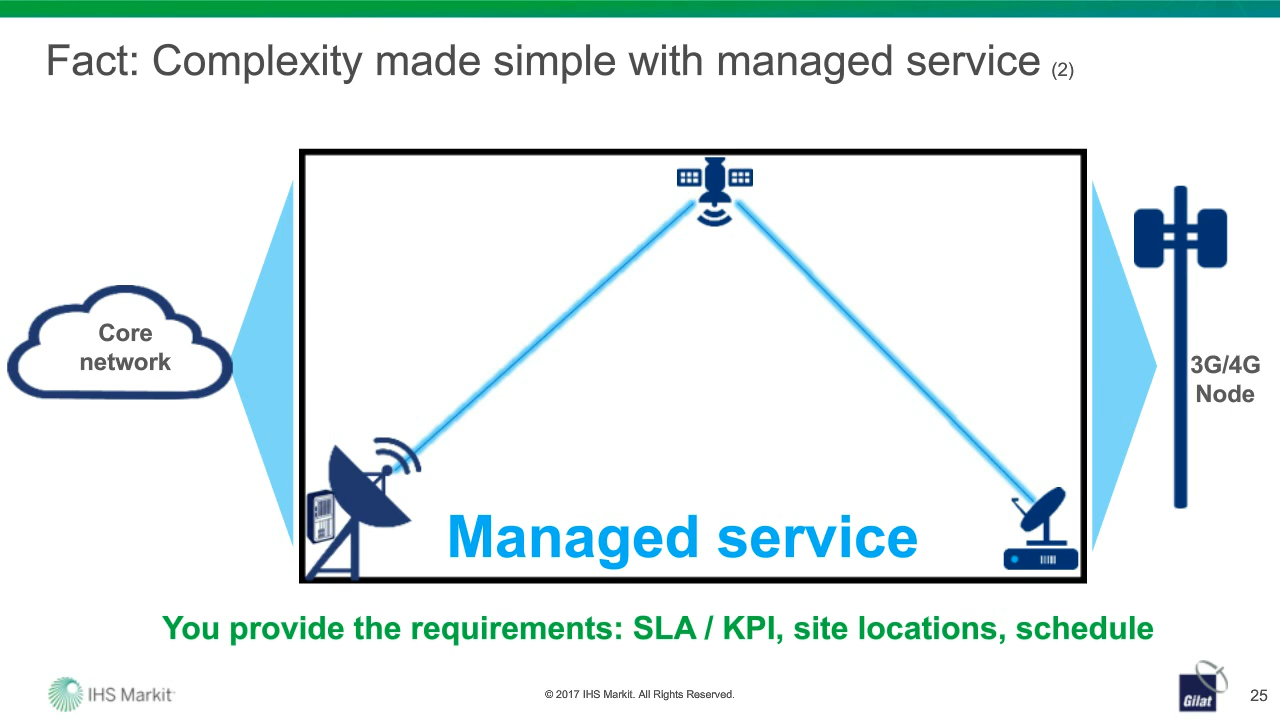 Fact: Complexity made simple with managed service (2)
Core
network
3G/4G
Node
Managed service
You provide the requirements: SLA / KPI, site locations, schedule
IHS Markit
© 2017 IHS Markit. All Rights Reserved.
Gilat
25